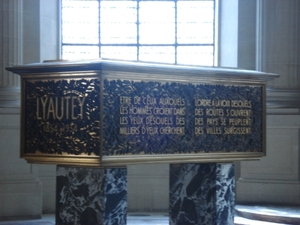 LYAUTEY
ETRE DE CEUX AUXQUELS
LES HOMMES CROIENT DANS
LES YEUX DESQUELS DES
MILLIERS D'YEUX CHERCHENT
L'ORDRE A LA VOIX DESQUELS
DES ROUTES S'OUVRENT
DES PAYS SE PEUPLENT
DES VILLES SURGISSENT